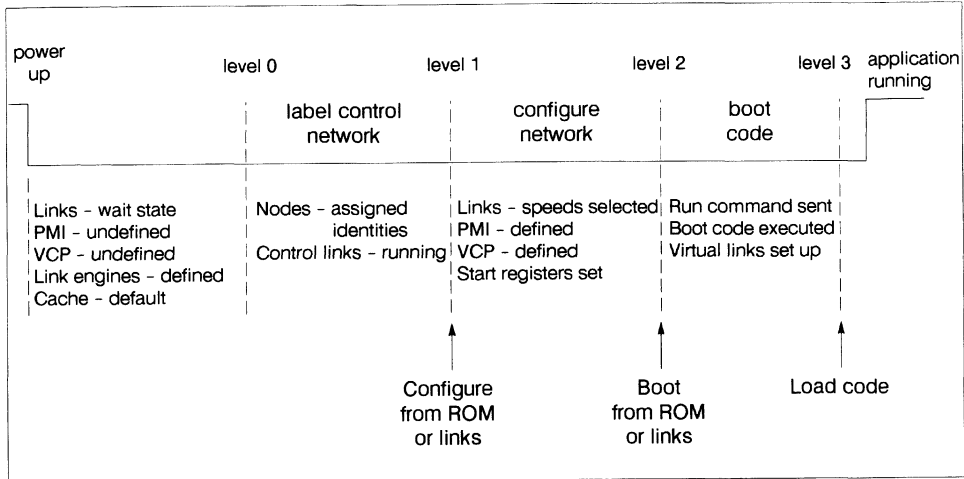 power
up
level 0
level 1
level 2
level 3
application
running
label control
network
configure
network
boot
code
Links - wait state
PMI - undefined
VCP - undefined
Link engines - defined
Cache - default
Nodes - assigned
identities
Control links - running
Links - speeds selected
PMI - defined
VCP - defined
Start registers set
Run command sent
Boot code executed
Virtual links set up
Configure
from ROM
or links
Boot
from ROM
or links
Load code